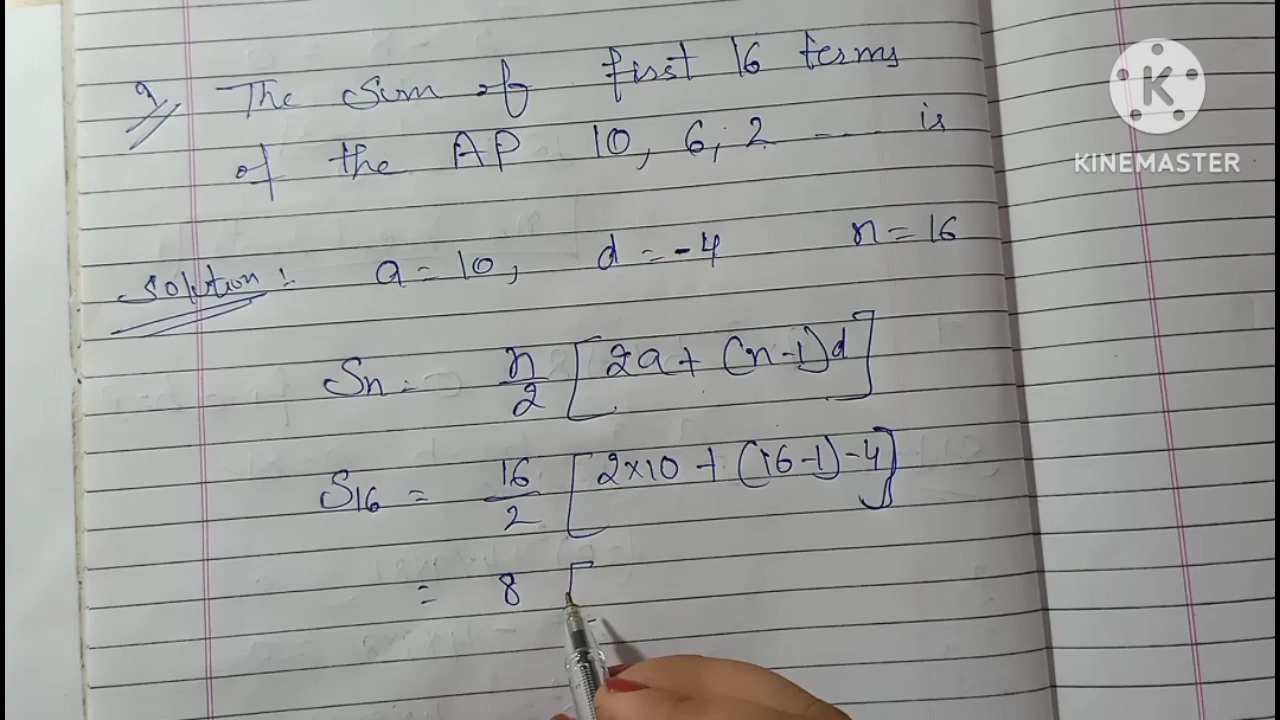 Q The Sum of first 16 terms
of the AP 10, 6, 2 ---- is
Solution: a = 10, d = -4 n = 16
Sn = n/2 [2a + (n-1)d]
S16 = 16/2 [2×10 + (16-1)-4]
= 8 [
K
KINEMASTER